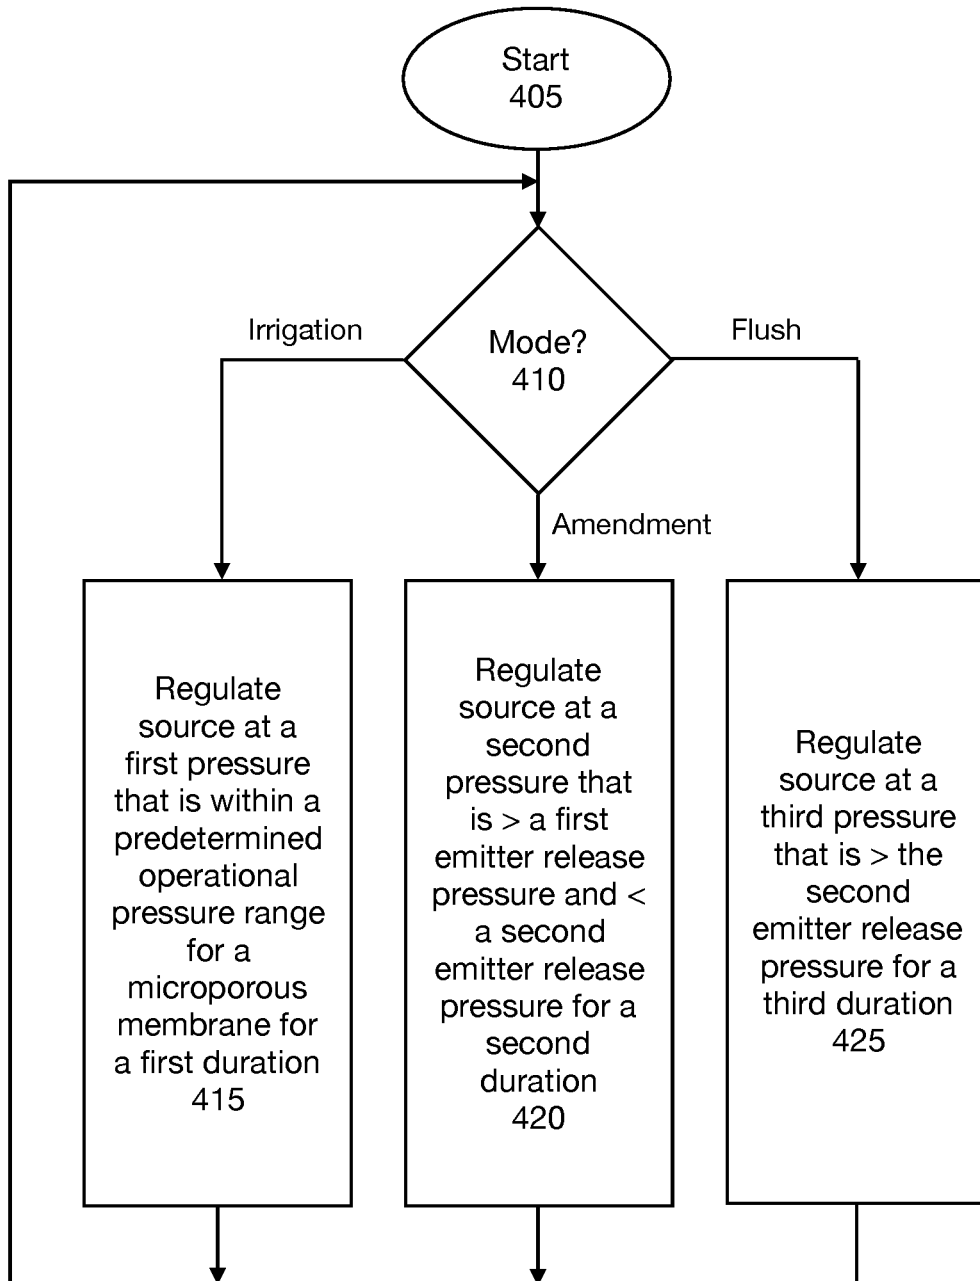 Start
405
Irrigation
Mode?
410
Flush
Amendment
Regulate
source at a
first pressure
that is within a
predetermined
operational
pressure range
for a
microporous
membrane for
a first duration
415
Regulate
source at a
second
pressure that
is > a first
emitter release
pressure and <
a second
emitter release
pressure for a
second
duration
420
Regulate
source at a
third pressure
that is > the
second
emitter release
pressure for a
third duration
425